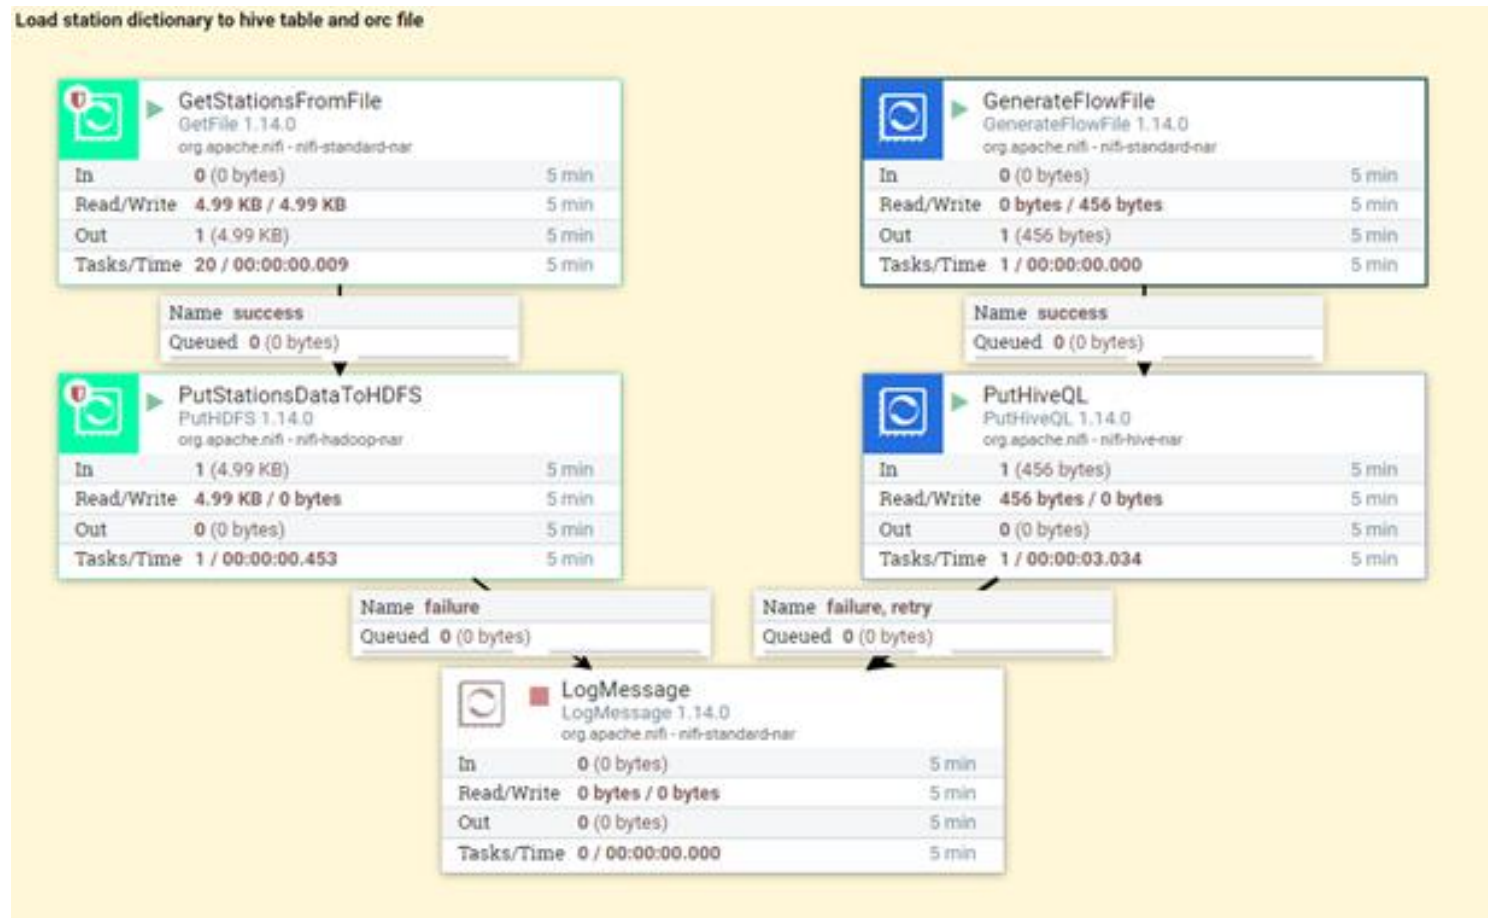 Load station dictionary to hive table and orc file
GetStationsFromFile
GetFile 1.14.0
org.apache.nifi - nifi-standard-nar
In 0 (0 bytes) 5 min
Read/Write 4.99 KB / 4.99 KB 5 min
Out 1 (4.99 KB) 5 min
Tasks/Time 20 / 00:00:00.009 5 min
Name success
Queued 0 (0 bytes)
PutStationsDataToHDFS
PutHDFS 1.14.0
org.apache.nifi - nifi-hadoop-nar
In 1 (4.99 KB) 5 min
Read/Write 4.99 KB / 0 bytes 5 min
Out 0 (0 bytes) 5 min
Tasks/Time 1 / 00:00:00.453 5 min
Name failure
Queued 0 (0 bytes)
GenerateFlowFile
GenerateFlowFile 1.14.0
org.apache.nifi - nifi-standard-nar
In 0 (0 bytes) 5 min
Read/Write 0 bytes / 456 bytes 5 min
Out 1 (456 bytes) 5 min
Tasks/Time 1 / 00:00:00.000 5 min
Name success
Queued 0 (0 bytes)
PutHiveQL
PutHiveQL 1.14.0
org.apache.nifi - nifi-hive-nar
In 1 (456 bytes) 5 min
Read/Write 456 bytes / 0 bytes 5 min
Out 0 (0 bytes) 5 min
Tasks/Time 1 / 00:00:03.034 5 min
Name failure, retry
Queued 0 (0 bytes)
LogMessage
LogMessage 1.14.0
org.apache.nifi - nifi-standard-nar
In 0 (0 bytes) 5 min
Read/Write 0 bytes / 0 bytes 5 min
Out 0 (0 bytes) 5 min
Tasks/Time 0 / 00:00:00.000 5 min